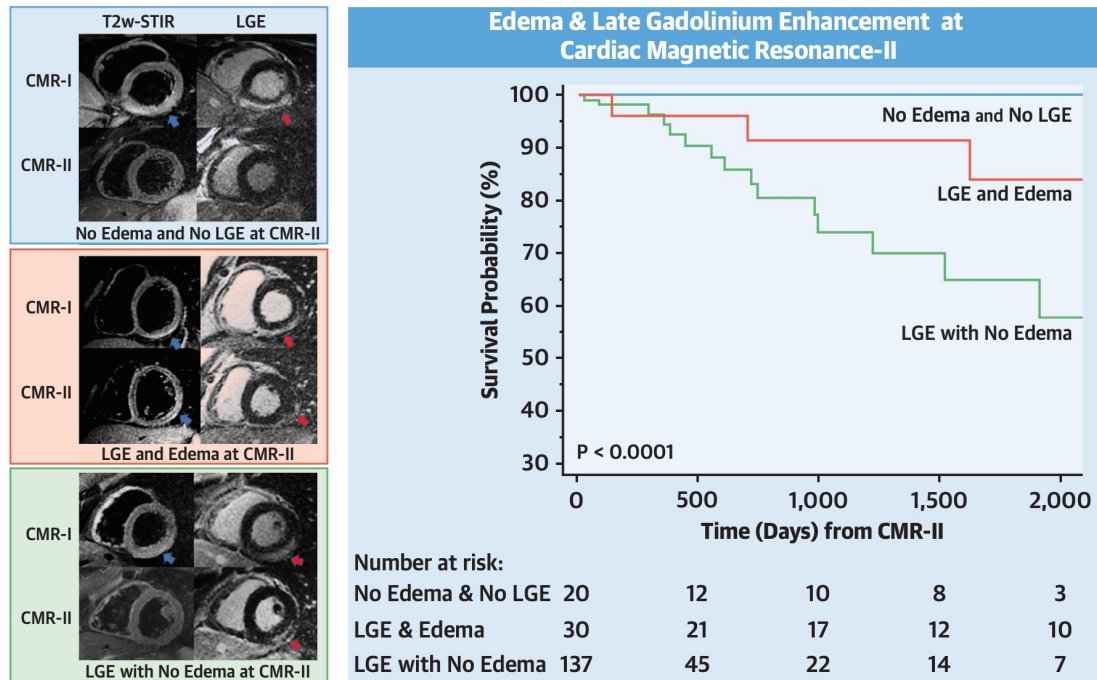 T2w-STIR LGE
CMR-I
CMR-II
No Edema and No LGE at CMR-II
CMR-I
CMR-II
LGE and Edema at CMR-II
CMR-I
CMR-II
LGE with No Edema at CMR-II
Edema & Late Gadolinium Enhancement at
Cardiac Magnetic Resonance-II
Survival Probability (%)
100
90
80
70
60
50
40
30
No Edema and No LGE
LGE and Edema
LGE with No Edema
P < 0.0001
0 500 1,000 1,500 2,000
Time (Days) from CMR-II
Number at risk:
No Edema & No LGE 20 12 10 8 3
LGE & Edema 30 21 17 12 10
LGE with No Edema 137 45 22 14 7